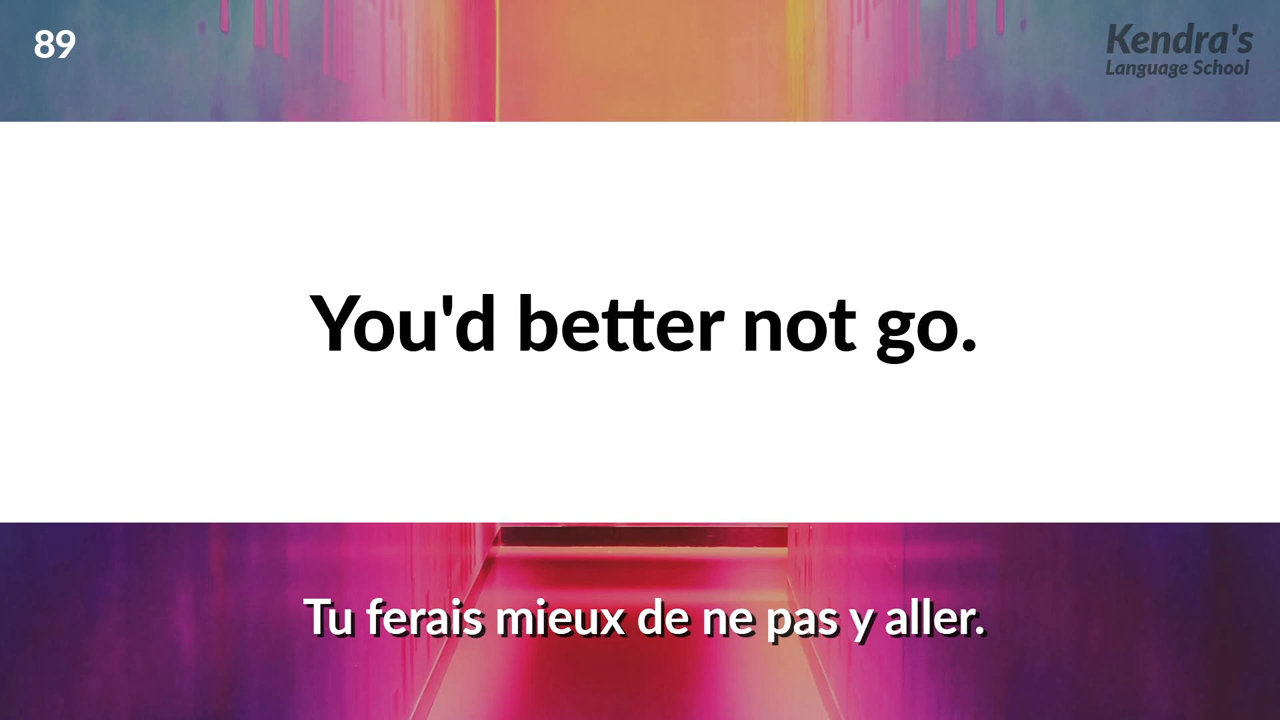 89
Kendra's
Language School
You'd better not go.
Tu ferais mieux de ne pas y aller.